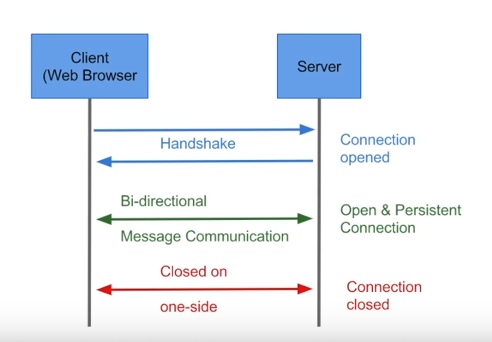 Client
(Web Browser
Server
Handshake
Connection
opened
Bi-directional
Message Communication
Open & Persistent
Connection
Closed on
one-side
Connection
closed